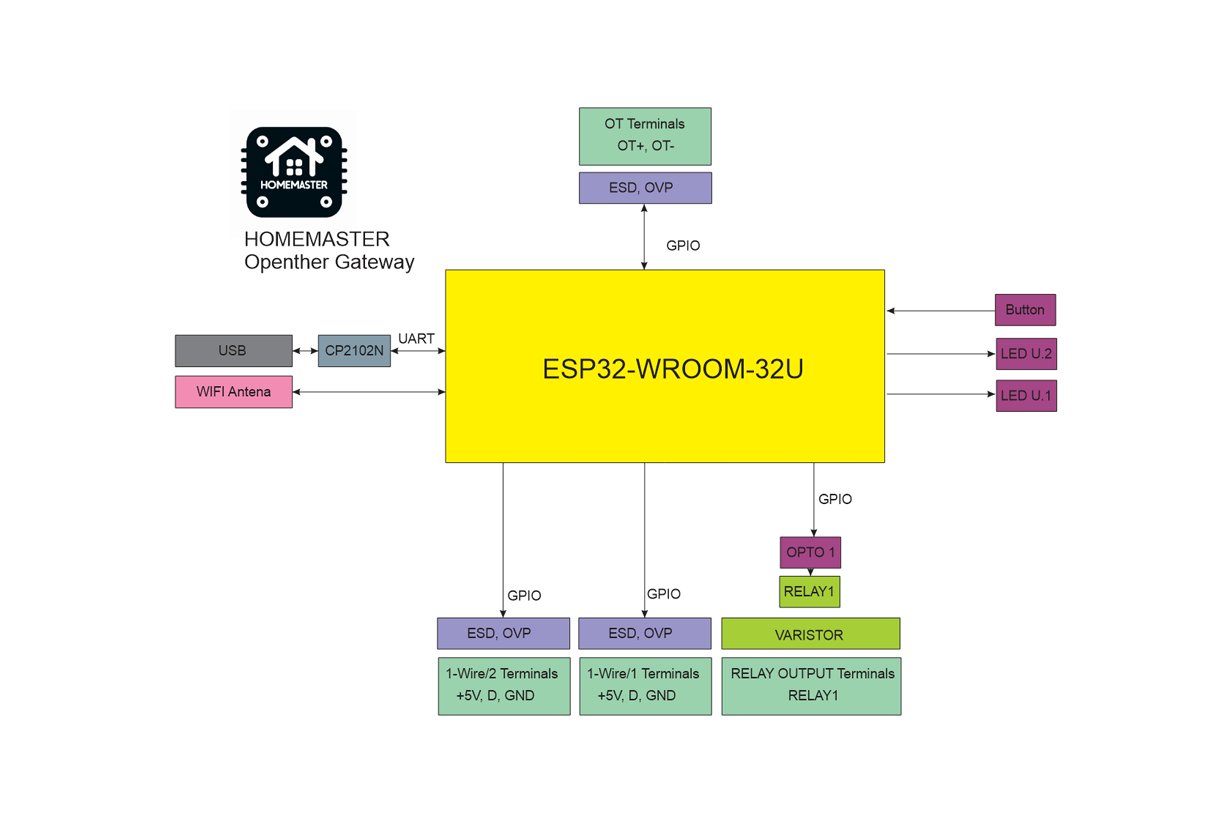 OT Terminals
OT+, OT-
ESD, OVP
GPIO
HOMEMASTER
HOMEMASTER
Openther Gateway
USB
CP2102N
UART
WIFI Antena
ESP32-WROOM-32U
Button
LED U.2
LED U.1
GPIO
OPTO 1
RELAY1
GPIO
GPIO
ESD, OVP
ESD, OVP
VARISTOR
1-Wire/2 Terminals
+5V, D, GND
1-Wire/1 Terminals
+5V, D, GND
RELAY OUTPUT Terminals
RELAY1